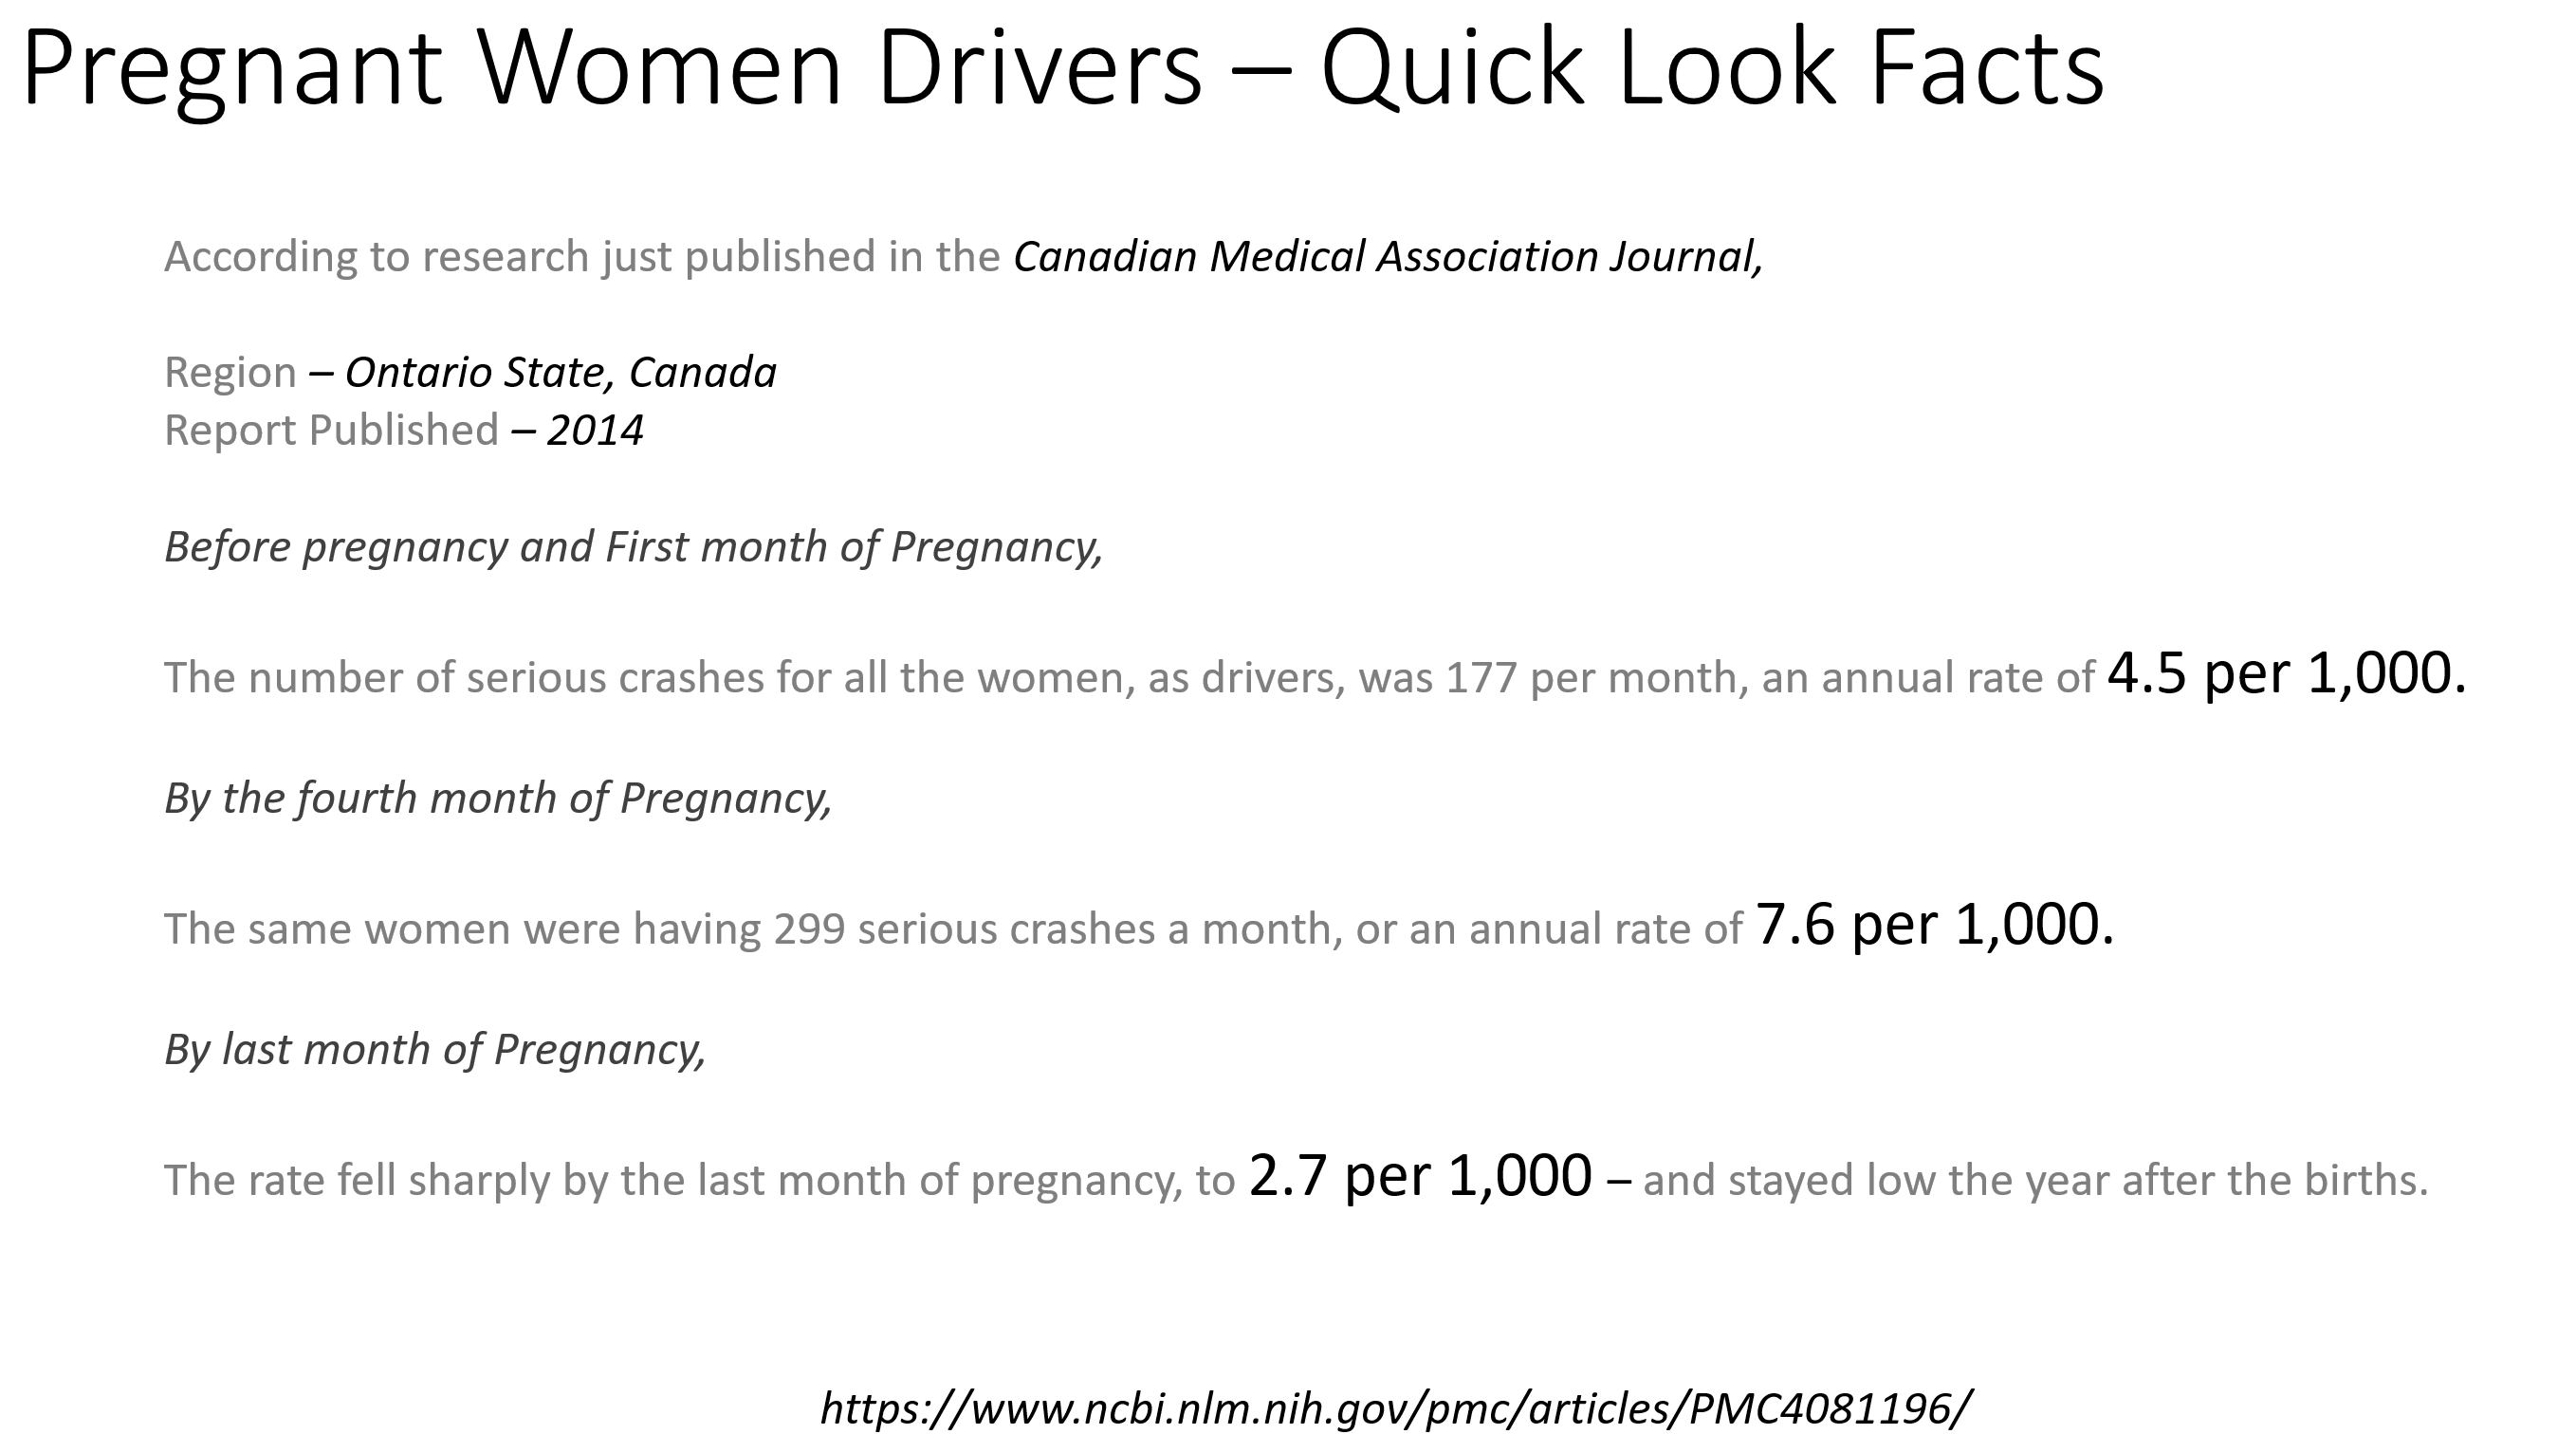 Pregnant Women Drivers – Quick Look Facts
According to research just published in the Canadian Medical Association Journal,
Region – Ontario State, Canada
Report Published – 2014
Before pregnancy and First month of Pregnancy,
The number of serious crashes for all the women, as drivers, was 177 per month, an annual rate of 4.5 per 1,000.
By the fourth month of Pregnancy,
The same women were having 299 serious crashes a month, or an annual rate of 7.6 per 1,000.
By last month of Pregnancy,
The rate fell sharply by the last month of pregnancy, to 2.7 per 1,000 – and stayed low the year after the births.
https://www.ncbi.nlm.nih.gov/pmc/articles/PMC4081196/